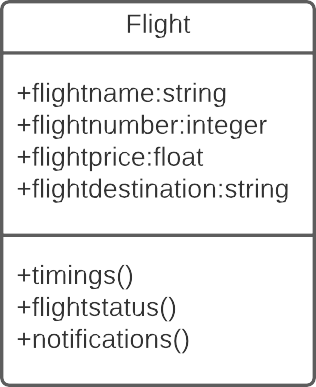 Flight
+flightname:string
+flightnumber:integer
+flightprice:float
+flightdestination:string
+timings()
+flightstatus()
+notifications()